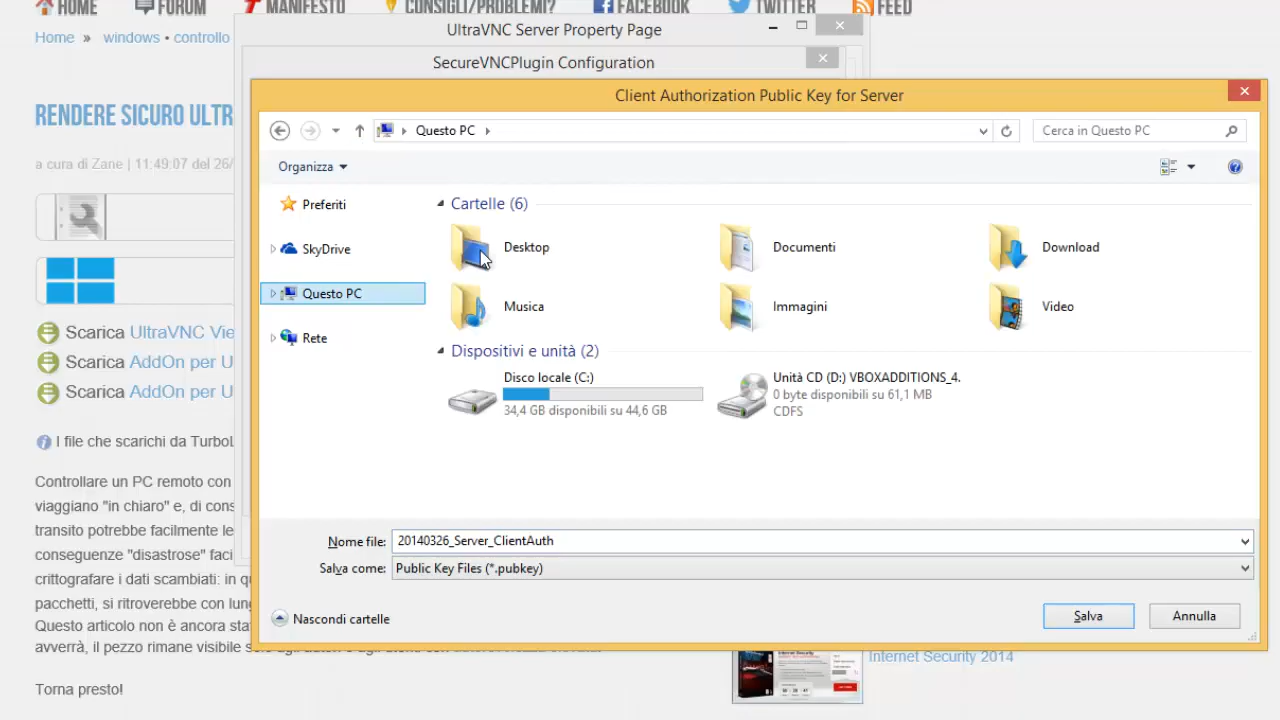 HOME FORUM MANIFESTO CONSIGLI/PROBLEMI? FACEBOOK TWITTER FEED
Home » windows • controllo
UltraVNC Server Property Page
SecureVNCPlugin Configuration
Client Authorization Public Key for Server
RENDERE SICURO ULTR
a cura di Zane | 11:49:07 del 26/
Questo PC
Cerca in Questo PC
Organizza
Preferiti
SkyDrive
Questo PC
Rete
Cartelle (6)
Desktop
Documenti
Download
Musica
Immagini
Video
Dispositivi e unità (2)
Disco locale (C:)
34,4 GB disponibili su 44,6 GB
Unità CD (D:) VBOXADDITIONS_4.
0 byte disponibili su 61,1 MB
CDFS
Scarica UltraVNC Vie
Scarica AddOn per U
Scarica AddOn per U
I file che scarichi da TurboL
Controllare un PC remoto con
viaggiano "in chiaro" e, di cons
transito potrebbe facilmente le
conseguenze "disastrose" faci
crittografare i dati scambiati: in qu
pacchetti, si ritroverebbe con lung
Questo articolo non è ancora sta
avverrà, il pezzo rimane visibile
Torna presto!
Nome file: 20140326_Server_ClientAuth
Salva come: Public Key Files (*.pubkey)
Nascondi cartelle
Salva
Annulla
Internet Security 2014